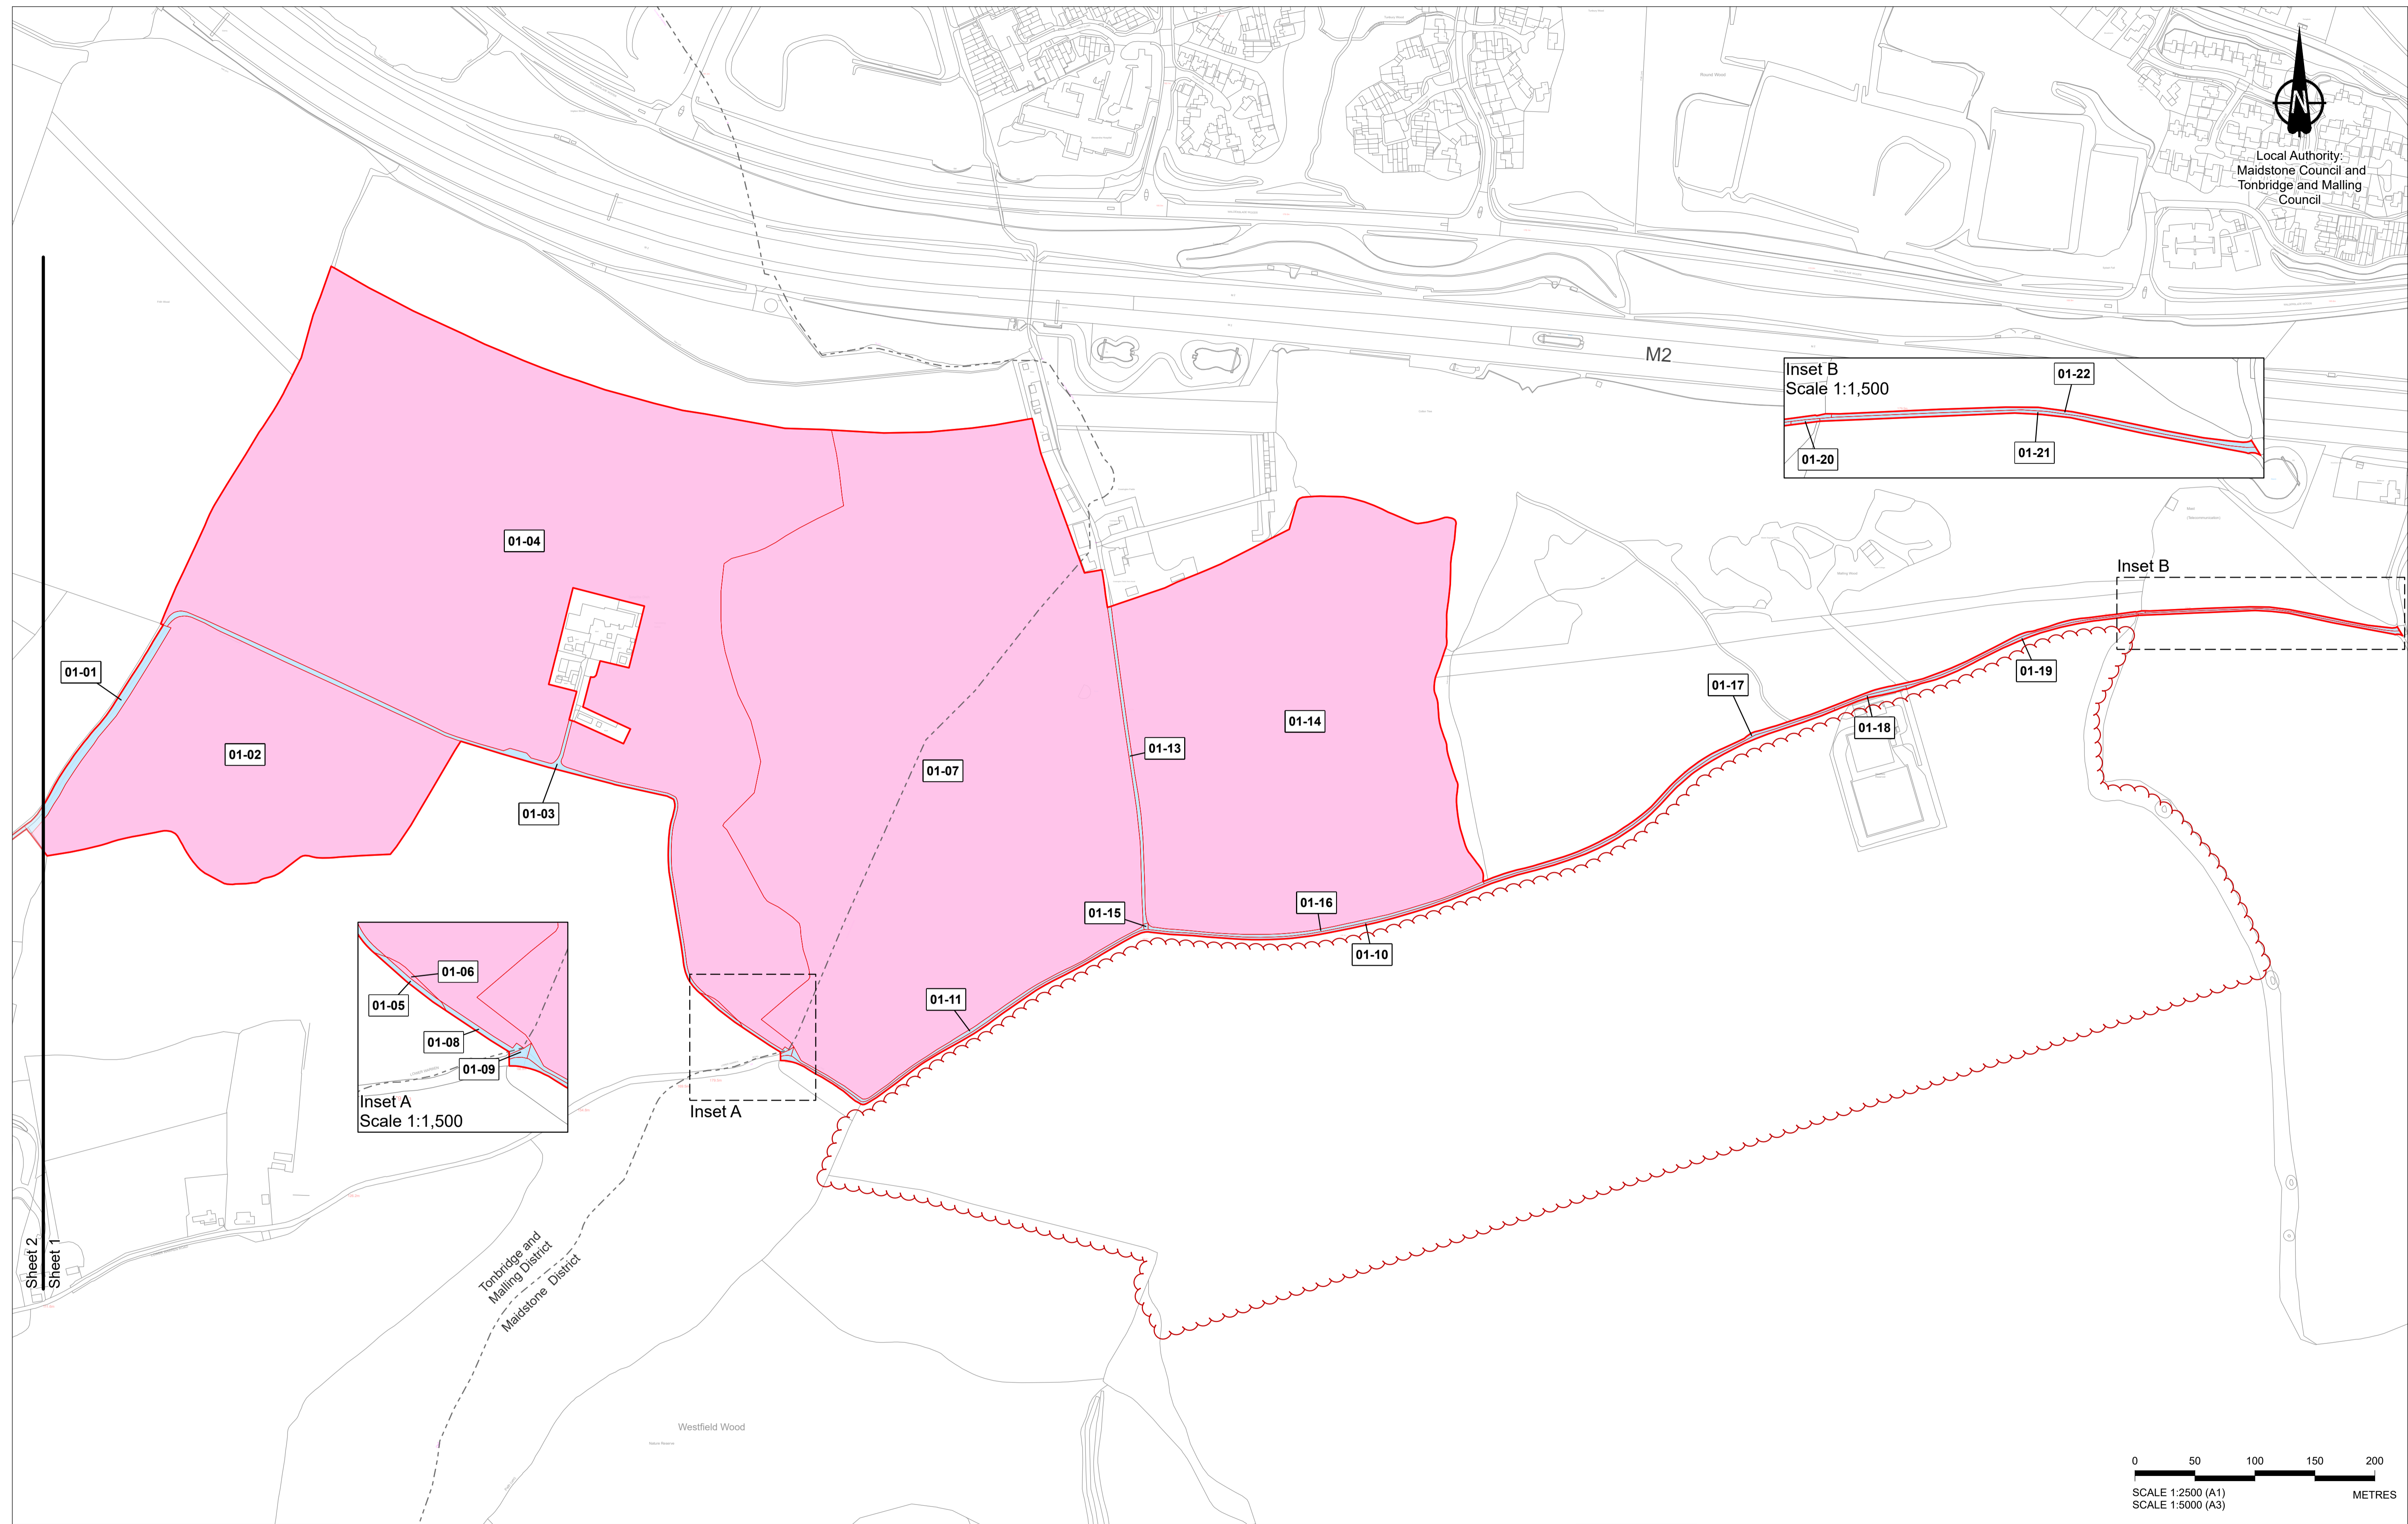 Local Authority:
Maidstone Council and
Tonbridge and Malling
Council
Round Wood
M2
Inset B
Scale 1:1,500
01-22
01-21
01-20
01-04
Inset B
01-01
01-02
01-03
01-07
01-13
01-14
01-17
01-18
01-19
01-15
01-16
01-10
01-11
01-06
01-05
01-08
01-09
Inset A
Scale 1:1,500
Inset A
Sheet 2
Sheet 1
Tonbridge and
Malling District
Maidstone District
Westfield Wood
Nature Reserve
0 50 100 150 200
SCALE 1:2500 (A1)
METRES
SCALE 1:5000 (A3)
N